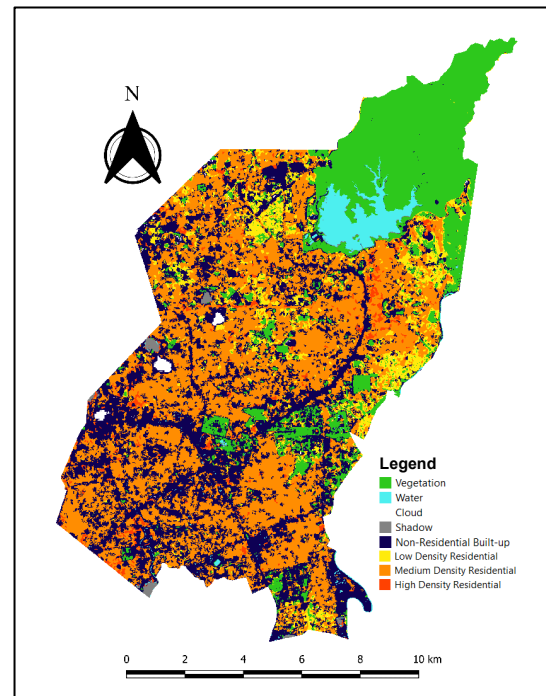 N
Legend
Vegetation
Water
Cloud
Shadow
Non-Residential Built-up
Low Density Residential
Medium Density Residential
High Density Residential
0 2 4 6 8 10 km